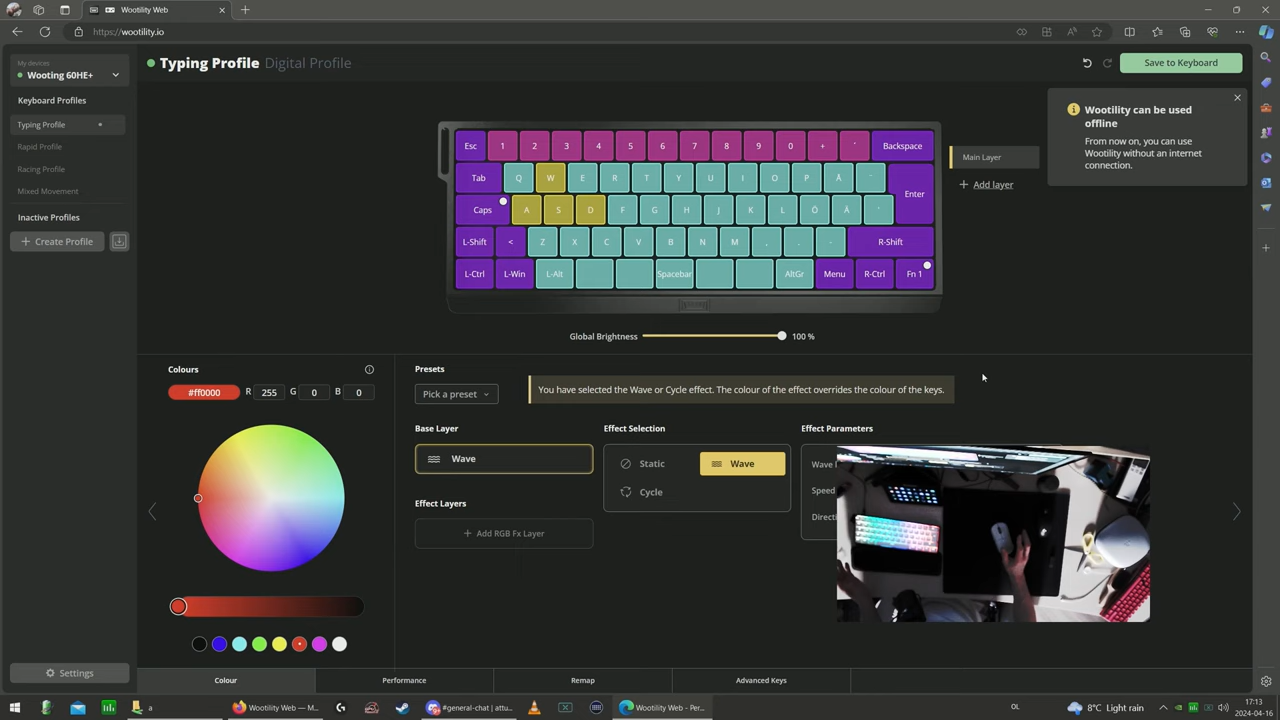 Wootility Web
https://wootility.io
My devices
Wooting 60HE+
Keyboard Profiles
Typing Profile
Rapid Profile
Racing Profile
Mixed Movement
Inactive Profiles
Create Profile
Settings
Typing Profile Digital Profile
Save to Keyboard
Wootility can be used
offline
From now on, you can use
Wootility without an internet
connection.
Esc 1 2 3 4 5 6 7 8 9 0 + ´ Backspace
Tab Q W E R T Y U I O P Å ¨ Enter
Caps A S D F G H J K L Ö Ä '
L-Shift < Z X C V B N M , . - R-Shift
L-Ctrl L-Win L-Alt Spacebar AltGr Menu R-Ctrl Fn 1
Main Layer
Add layer
Global Brightness 100 %
Colours
#ff0000 R 255 G 0 B 0
Presets
Pick a preset
You have selected the Wave or Cycle effect. The colour of the effect overrides the colour of the keys.
Base Layer
Wave
Effect Layers
Add RGB Fx Layer
Effect Selection
Static
Wave
Cycle
Effect Parameters
Speed
Colour Performance Remap Advanced Keys
a
Wootility Web — M...
#general-chat | attu...
Wootility Web - Per...
OL
8°C Light rain
17:13
2024-04-16